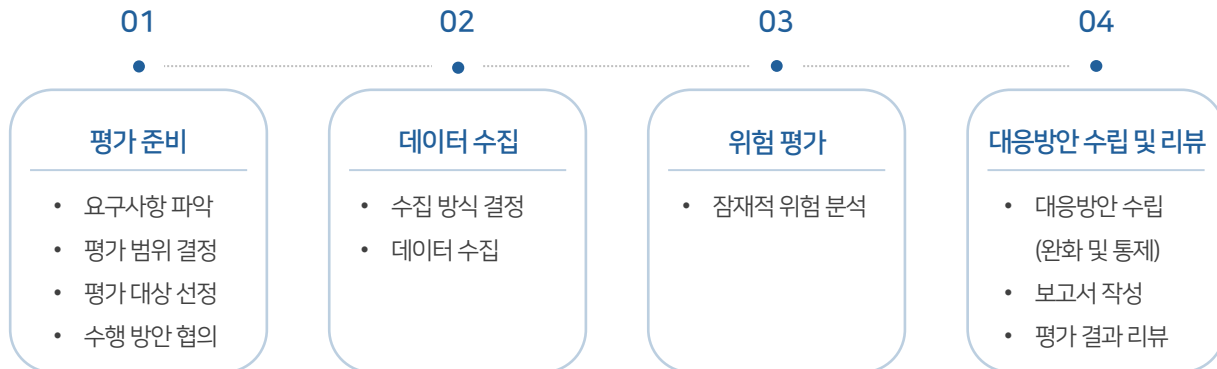 01
평가 준비
• 요구사항 파악
• 평가 범위 결정
• 평가 대상 선정
• 수행 방안 협의
02
데이터 수집
• 수집 방식 결정
• 데이터 수집
03
위험 평가
• 잠재적 위험 분석
04
대응방안 수립 및 리뷰
• 대응방안 수립
(완화 및 통제)
• 보고서 작성
• 평가 결과 리뷰